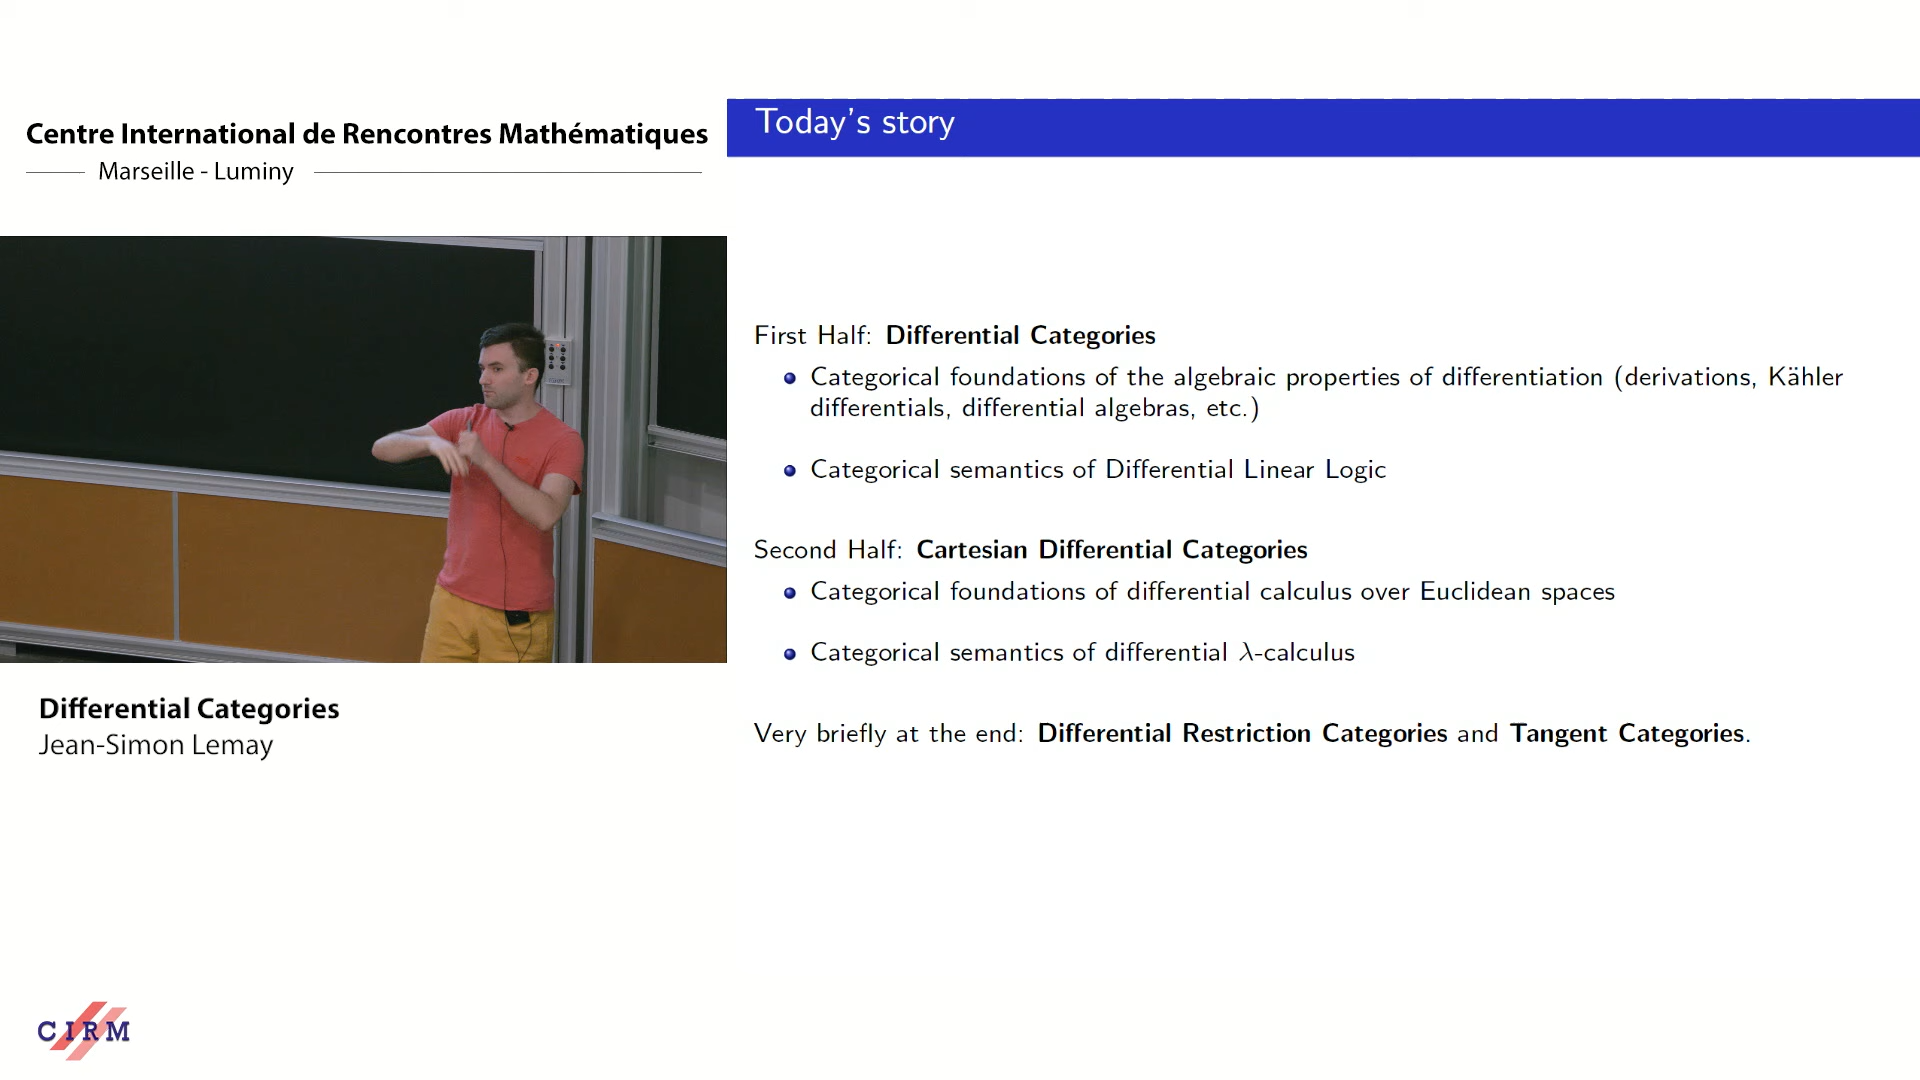 Centre International de Rencontres Mathématiques
Marseille - Luminy
Today's story
First Half: Differential Categories
Categorical foundations of the algebraic properties of differentiation (derivations, Kähler
differentials, differential algebras, etc.)
Categorical semantics of Differential Linear Logic
Second Half: Cartesian Differential Categories
Categorical foundations of differential calculus over Euclidean spaces
Categorical semantics of differential λ-calculus
Very briefly at the end: Differential Restriction Categories and Tangent Categories.
Differential Categories
Jean-Simon Lemay
CIRM